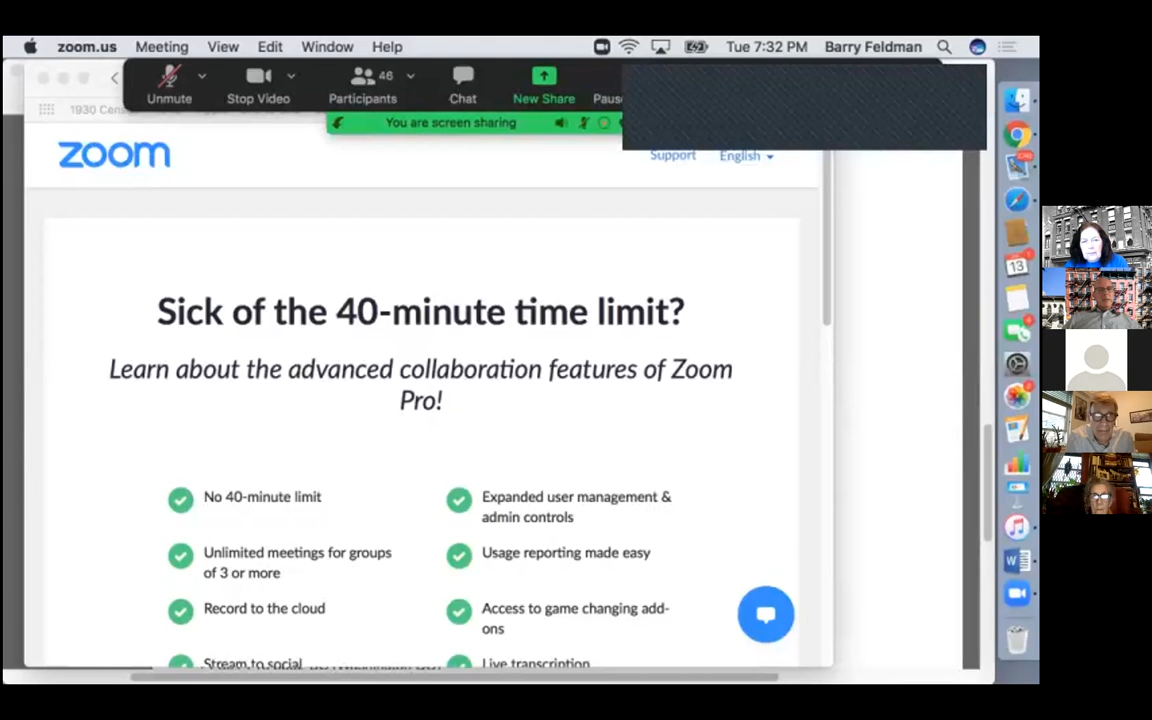 zoom.us Meeting View Edit Window Help Tue 7:32 PM Barry Feldman
46
Unmute Stop Video Participants Chat New Share
1930
You are screen sharing
zoom
Support English
Sick of the 40-minute time limit?
Learn about the advanced collaboration features of Zoom
Pro!
No 40-minute limit
Unlimited meetings for groups
of 3 or more
Record to the cloud
Stream to social
Expanded user management &
admin controls
Usage reporting made easy
Access to game changing add-
ons
Live transcription
13